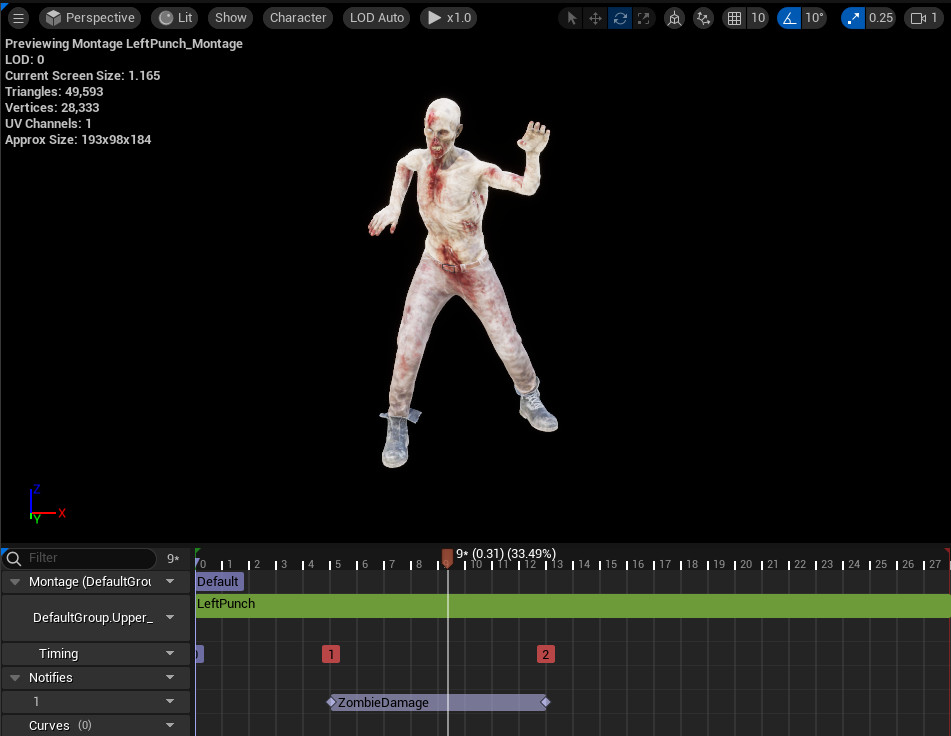 Perspective Lit Show Character LOD Auto x1.0 10 10° 0.25 1
Previewing Montage LeftPunch_Montage
LOD: 0
Current Screen Size: 1.165
Triangles: 49,593
Vertices: 28,333
UV Channels: 1
Approx Size: 193x98x184
Z
X
Y
Filter 9* 9* (0.31) (33.49%)
0 1 2 3 4 5 6 7 8 9 10 11 12 13 14 15 16 17 18 19 20 21 22 23 24 25 26 27
Montage (DefaultGrou Default
LeftPunch
DefaultGroup.Upper_
Timing 1 2
Notifies
1 ZombieDamage
Curves (0)